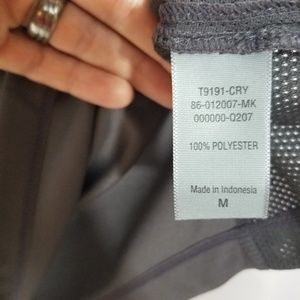 T9191-CRY
86-012007-MK
000000-Q207
100% POLYESTER
Made in Indonesia
M